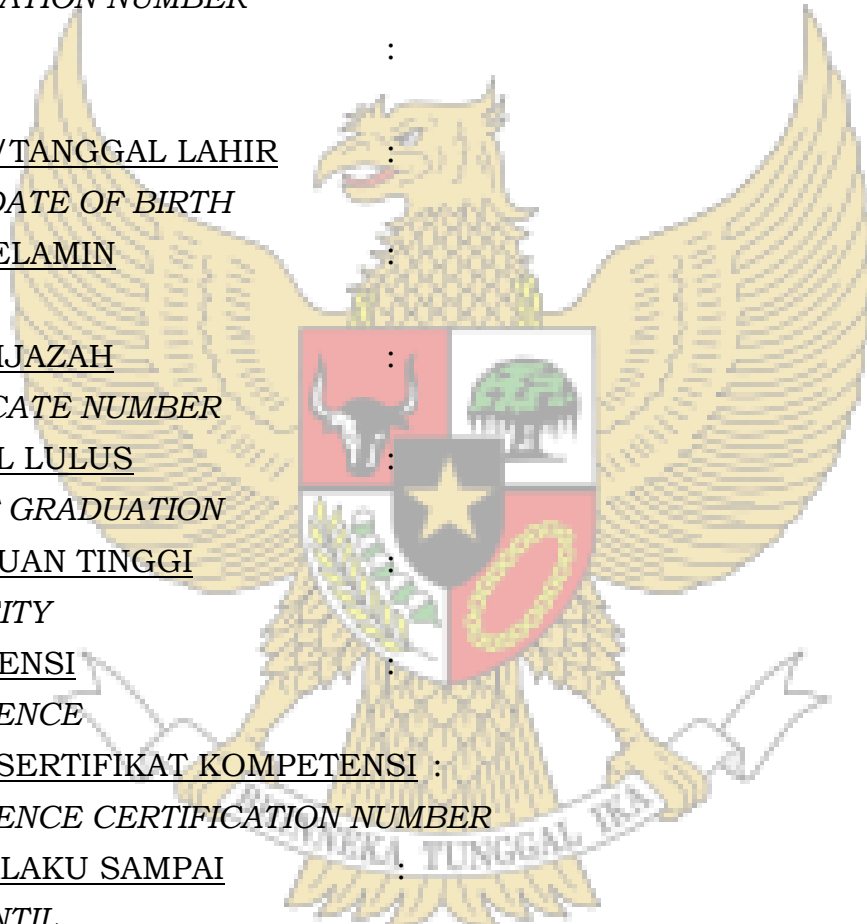 ATION NUMBER
:
/TANGGAL LAHIR :
DATE OF BIRTH
ELAMIN :
IJAZAH :
CATE NUMBER
L LULUS :
GRADUATION
UAN TINGGI :
ITY
ENSI :
ENCE
SERTIFIKAT KOMPETENSI :
ENCE CERTIFICATION NUMBER
LAKU SAMPAI :
NTIL
BHINNEKA TUNGGAL IKA